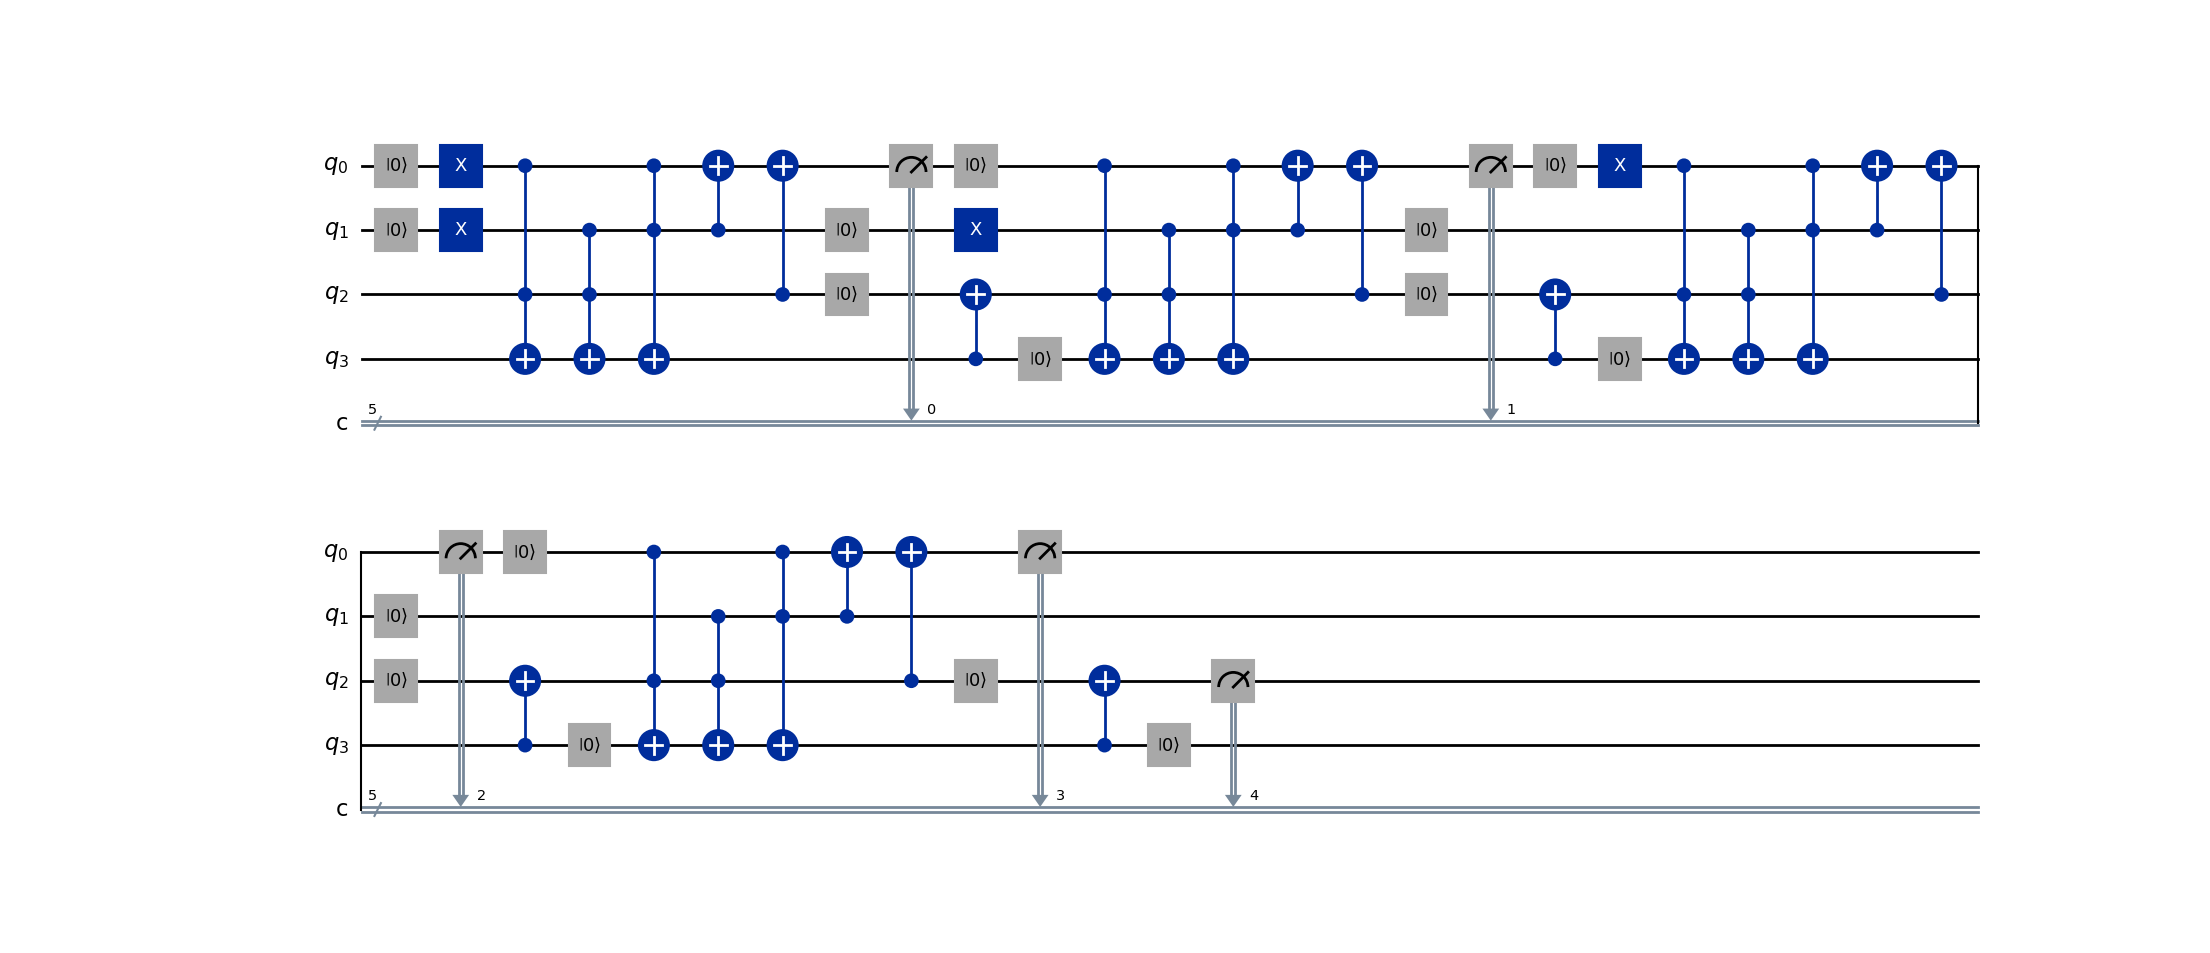 q0 |0⟩ X |0⟩ |0⟩ X
q1 |0⟩ X |0⟩ X |0⟩
q2 |0⟩ |0⟩
q3 |0⟩ |0⟩
c 5 0 1
q0 |0⟩
q1 |0⟩
q2 |0⟩ |0⟩
q3 |0⟩ |0⟩
c 5 2 3 4